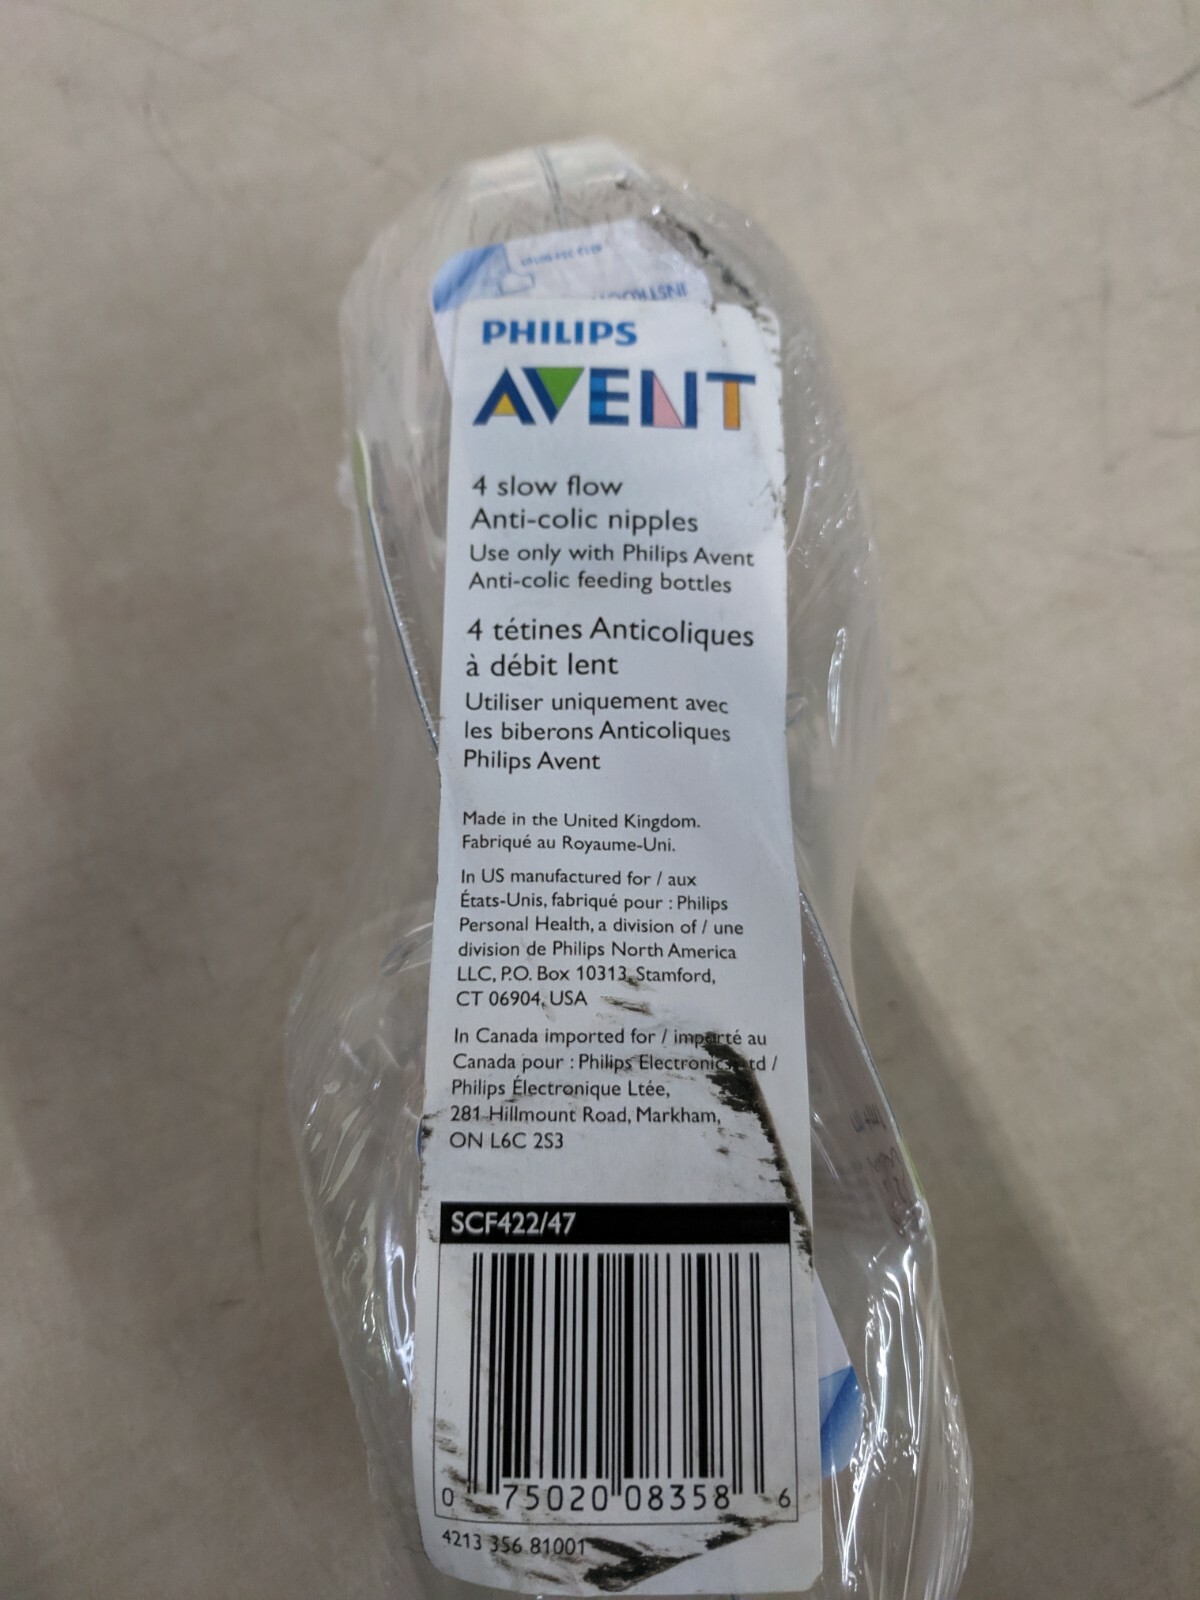 PHILIPS
AVENT
4 slow flow
Anti-colic nipples
Use only with Philips Avent
Anti-colic feeding bottles
4 tétines Anticoliques
à débit lent
Utiliser uniquement avec
les biberons Anticoliques
Philips Avent
Made in the United Kingdom.
Fabriqué au Royaume-Uni.
In US manufactured for / aux
États-Unis, fabriqué pour : Philips
Personal Health, a division of / une
division de Philips North America
LLC, P.O. Box 10313, Stamford,
CT 06904, USA
In Canada imported for / importé au
Canada pour : Philips Electronics Ltd /
Philips Électronique Ltée,
281 Hillmount Road, Markham,
ON L6C 2S3
SCF422/47
0 75020 08358 6
4213 356 81001